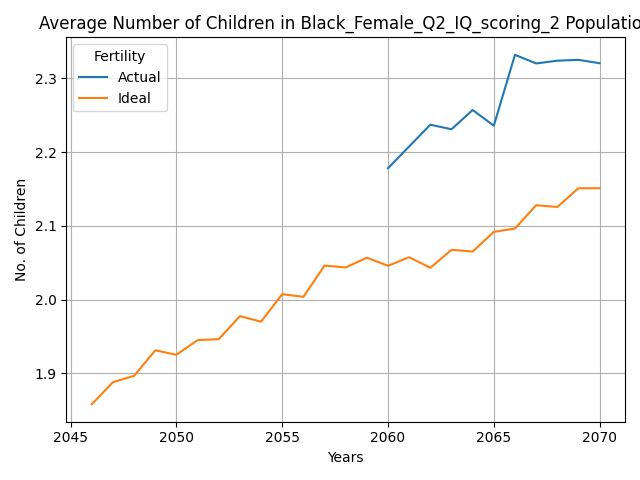 Average Number of Children in Black_Female_Q2_IQ_scoring_2 Populatio
Fertility
Actual
Ideal
No. of Children
2.3
2.2
2.1
2.0
1.9
2045 2050 2055 2060 2065 2070
Years